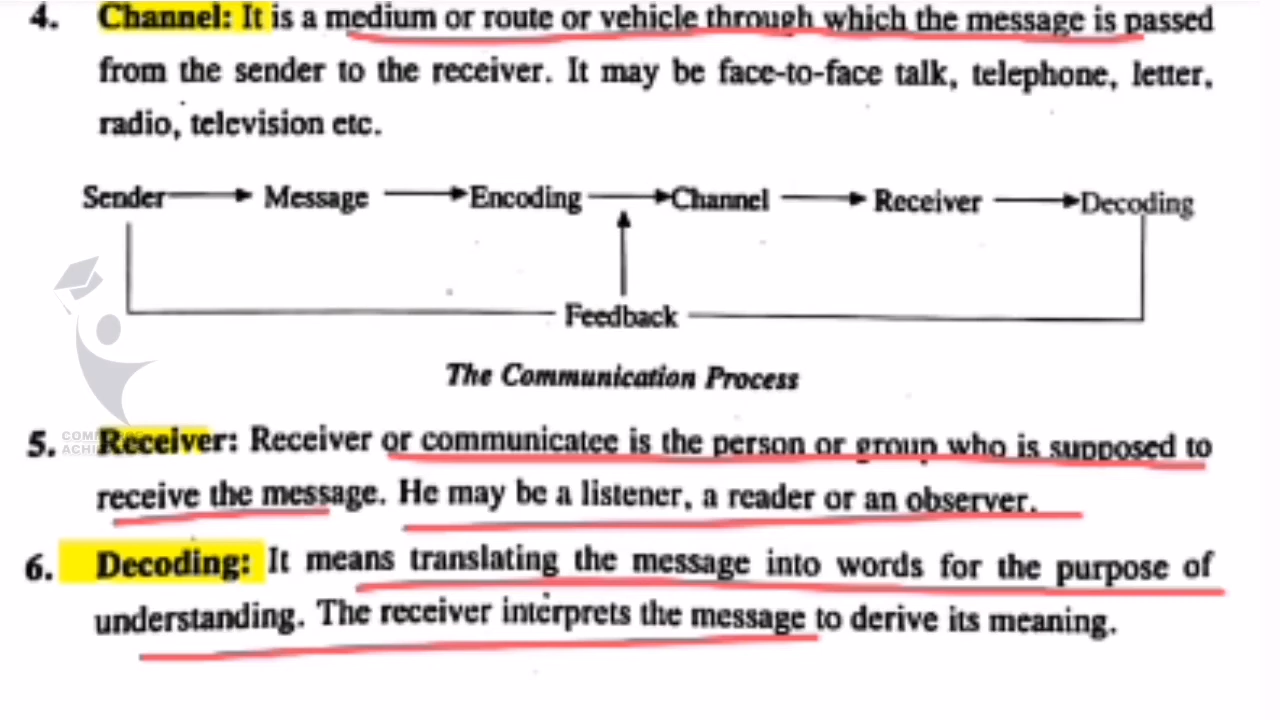 4. Channel: It is a medium or route or vehicle through which the message is passed
from the sender to the receiver. It may be face-to-face talk, telephone, letter,
radio, television etc.
Sender Message Encoding Channel Receiver Decoding
Feedback
The Communication Process
5. Receiver: Receiver or communicatee is the person or group who is supposed to
receive the message. He may be a listener, a reader or an observer.
6. Decoding: It means translating the message into words for the purpose of
understanding. The receiver interprets the message to derive its meaning.